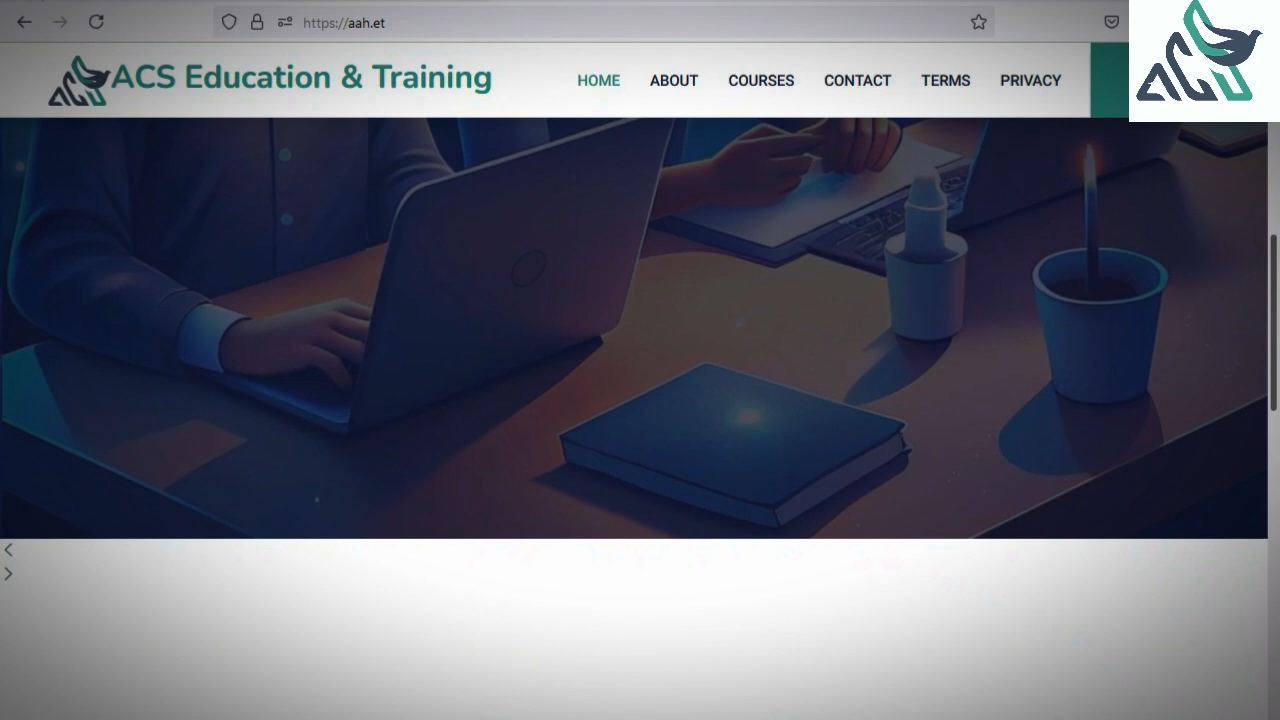 https://aah.et
ACS Education & Training
HOME ABOUT COURSES CONTACT TERMS PRIVACY